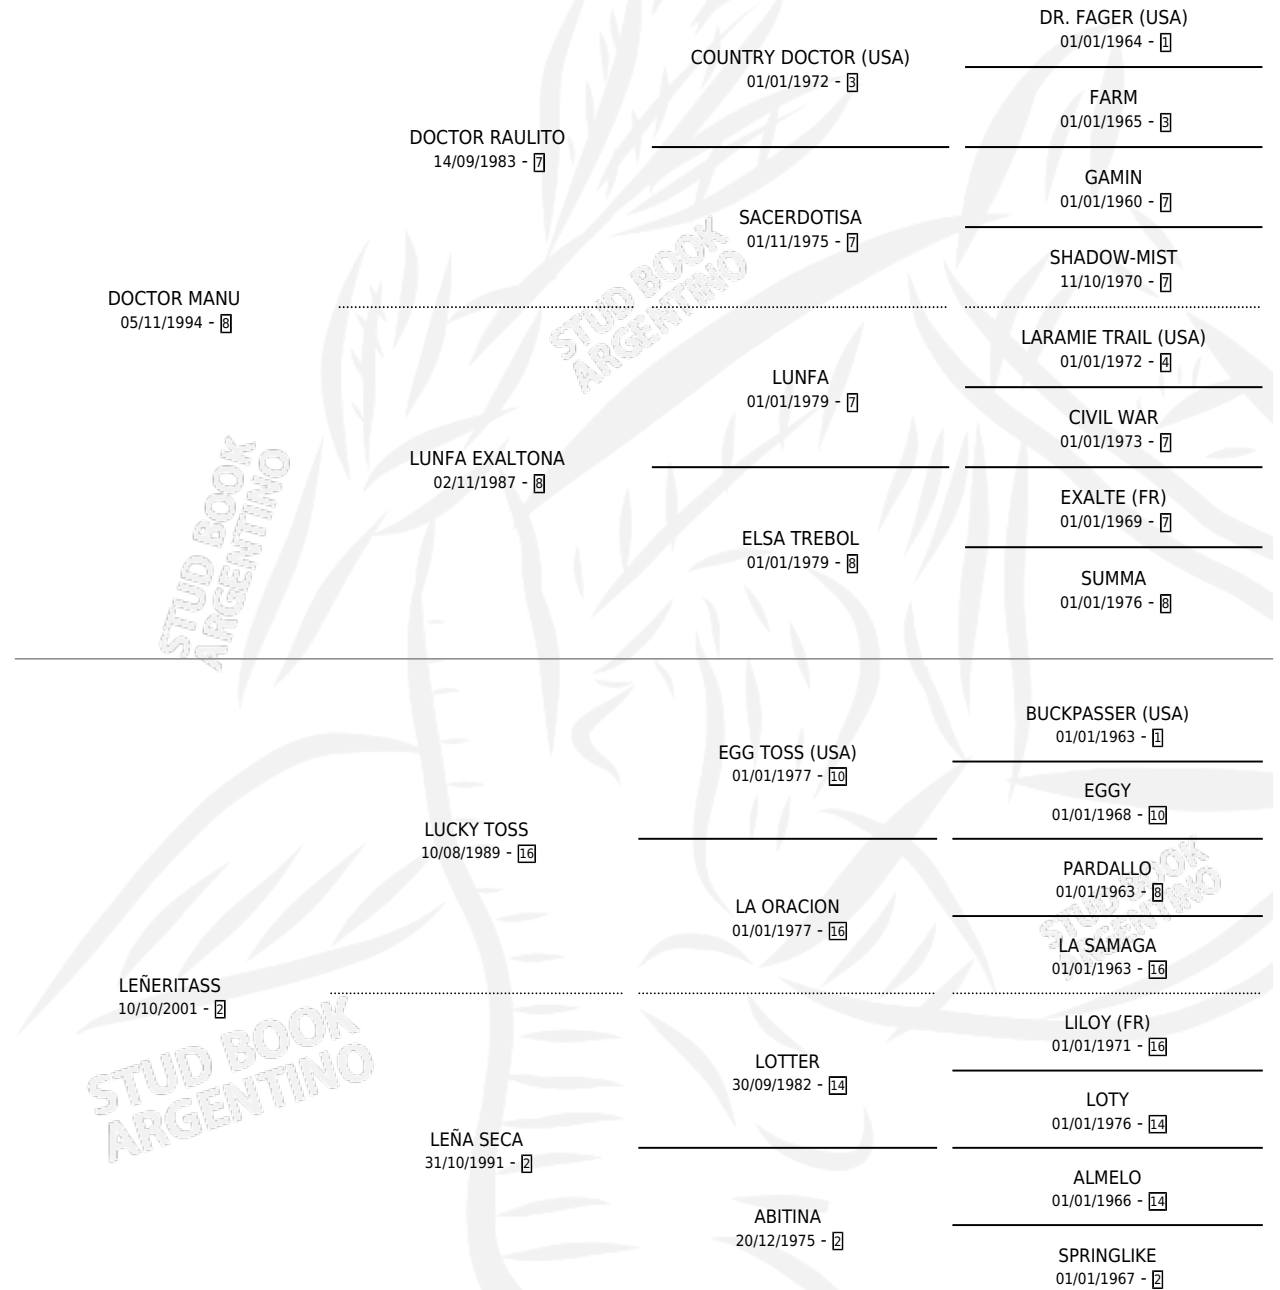 DR. FAGER (USA)
01/01/1964 - 1
COUNTRY DOCTOR (USA)
01/01/1972 - 3
FARM
01/01/1965 - 3
DOCTOR RAULITO
14/09/1983 - 7
GAMIN
01/01/1960 - 7
SACERDOTISA
01/11/1975 - 7
SHADOW-MIST
11/10/1970 - 7
DOCTOR MANU
05/11/1994 - 8
LARAMIE TRAIL (USA)
01/01/1972 - 4
LUNFA
01/01/1979 - 7
CIVIL WAR
01/01/1973 - 7
LUNFA EXALTONA
02/11/1987 - 8
EXALTE (FR)
01/01/1969 - 7
ELSA TREBOL
01/01/1979 - 8
SUMMA
01/01/1976 - 8
BUCKPASSER (USA)
01/01/1963 - 1
EGG TOSS (USA)
01/01/1977 - 10
EGGY
01/01/1968 - 10
LUCKY TOSS
10/08/1989 - 16
PARDALLO
01/01/1963 - 8
LA ORACION
01/01/1977 - 16
LA SAMAGA
01/01/1963 - 16
LEÑERITASS
10/10/2001 - 2
LILOY (FR)
01/01/1971 - 16
LOTTER
30/09/1982 - 14
LOTY
01/01/1976 - 14
LEÑA SECA
31/10/1991 - 2
ALMELO
01/01/1966 - 14
ABITINA
20/12/1975 - 2
SPRINGLIKE
01/01/1967 - 2
STUD BOOK
ARGENTINO
STUD BOOK
ARGENTINO
STUD BOOK
ARGENTINO
STUD BOOK
ARGENTINO